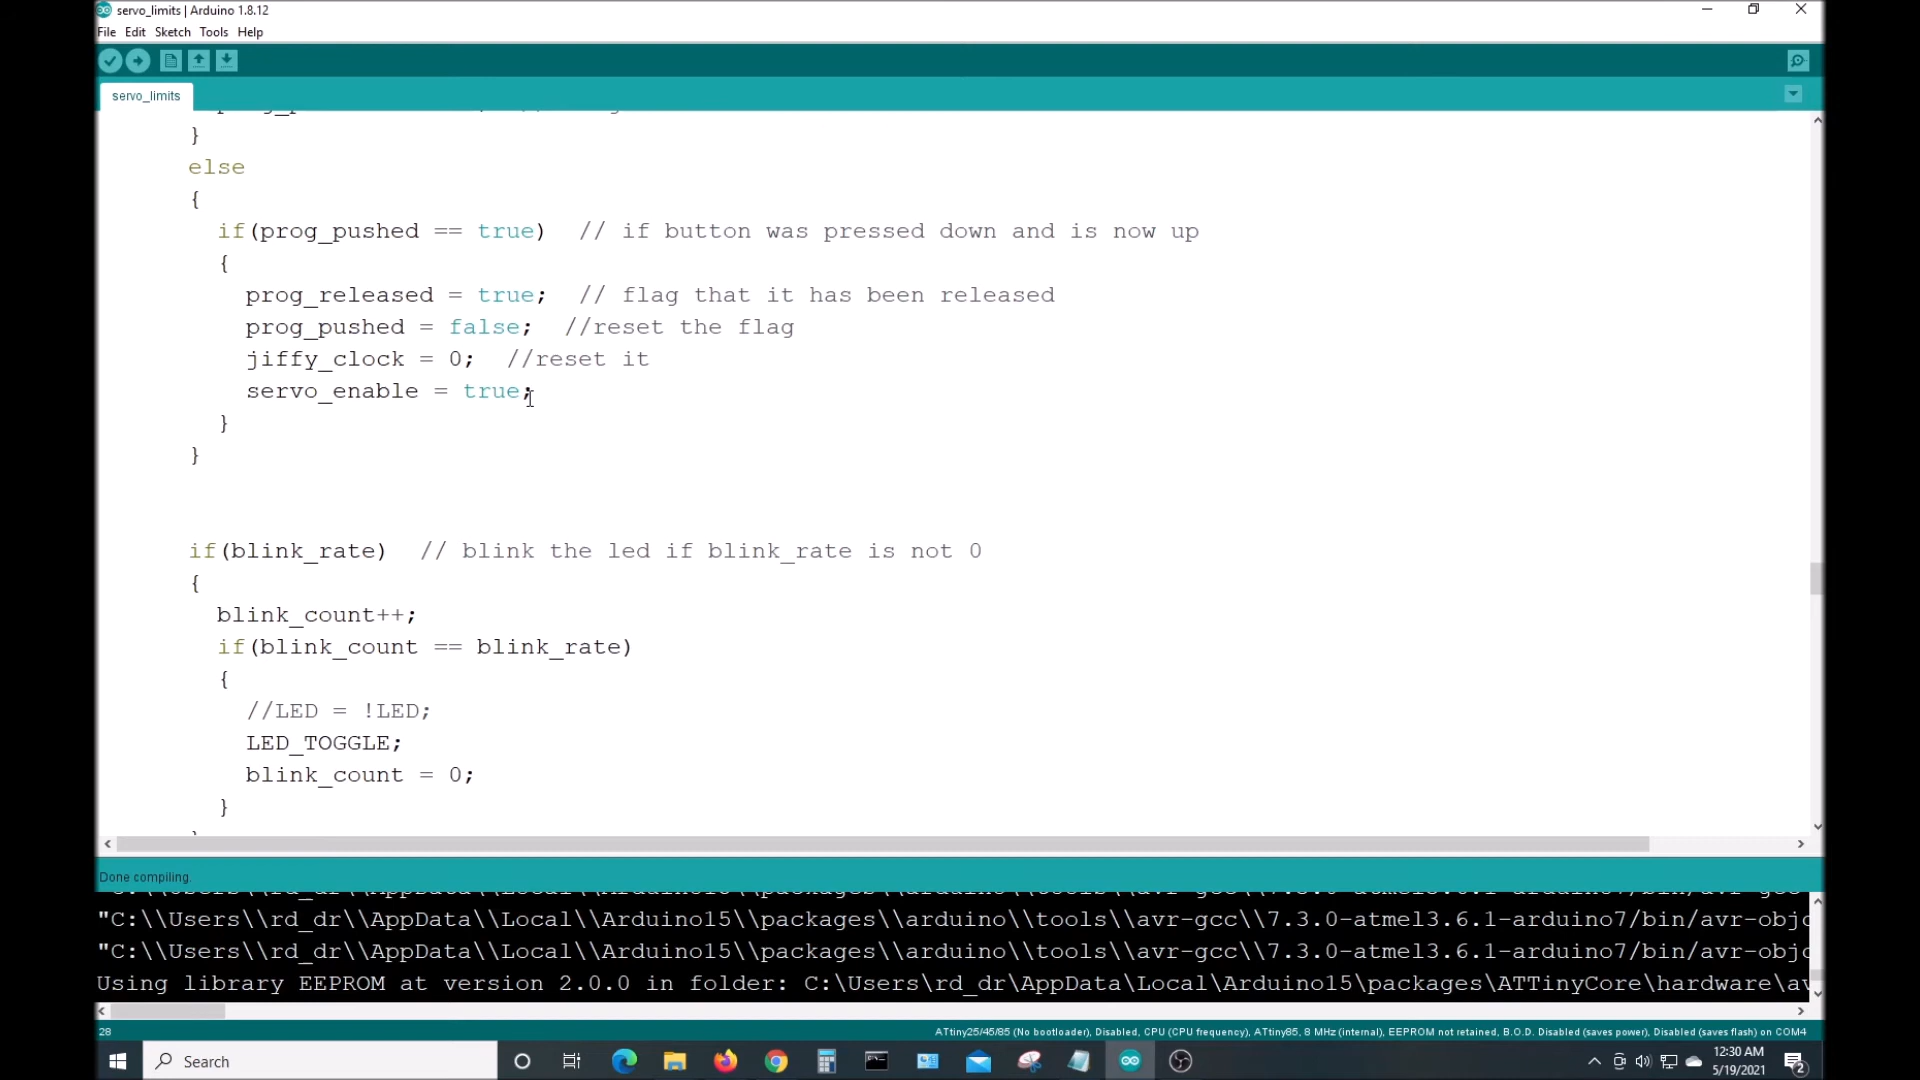 servo_limits | Arduino 1.8.12
File Edit Sketch Tools Help
servo_limits
}
else
{
if(prog_pushed == true) // if button was pressed down and is now up
{
prog_released = true; // flag that it has been released
prog_pushed = false; //reset the flag
jiffy_clock = 0; //reset it
servo_enable = true;
}
}
if(blink_rate) // blink the led if blink_rate is not 0
{
blink_count++;
if(blink_count == blink_rate)
{
//LED = !LED;
LED_TOGGLE;
blink_count = 0;
}
Done compiling.
"C:\\Users\\rd_dr\\AppData\\Local\\Arduino15\\packages\\arduino\\tools\\avr-gcc\\7.3.0-atmel3.6.1-arduino7/bin/avr-objc
"C:\\Users\\rd_dr\\AppData\\Local\\Arduino15\\packages\\arduino\\tools\\avr-gcc\\7.3.0-atmel3.6.1-arduino7/bin/avr-objc
Using library EEPROM at version 2.0.0 in folder: C:\Users\rd_dr\AppData\Local\Arduino15\packages\ATTinyCore\hardware\av
28 ATtiny25/45/85 (No bootloader), Disabled, CPU (CPU frequency), ATtiny85, 8 MHz (internal), EEPROM not retained, B.O.D. Disabled (saves power), Disabled (saves flash) on COM4
Search
12:30 AM
5/19/2021
2